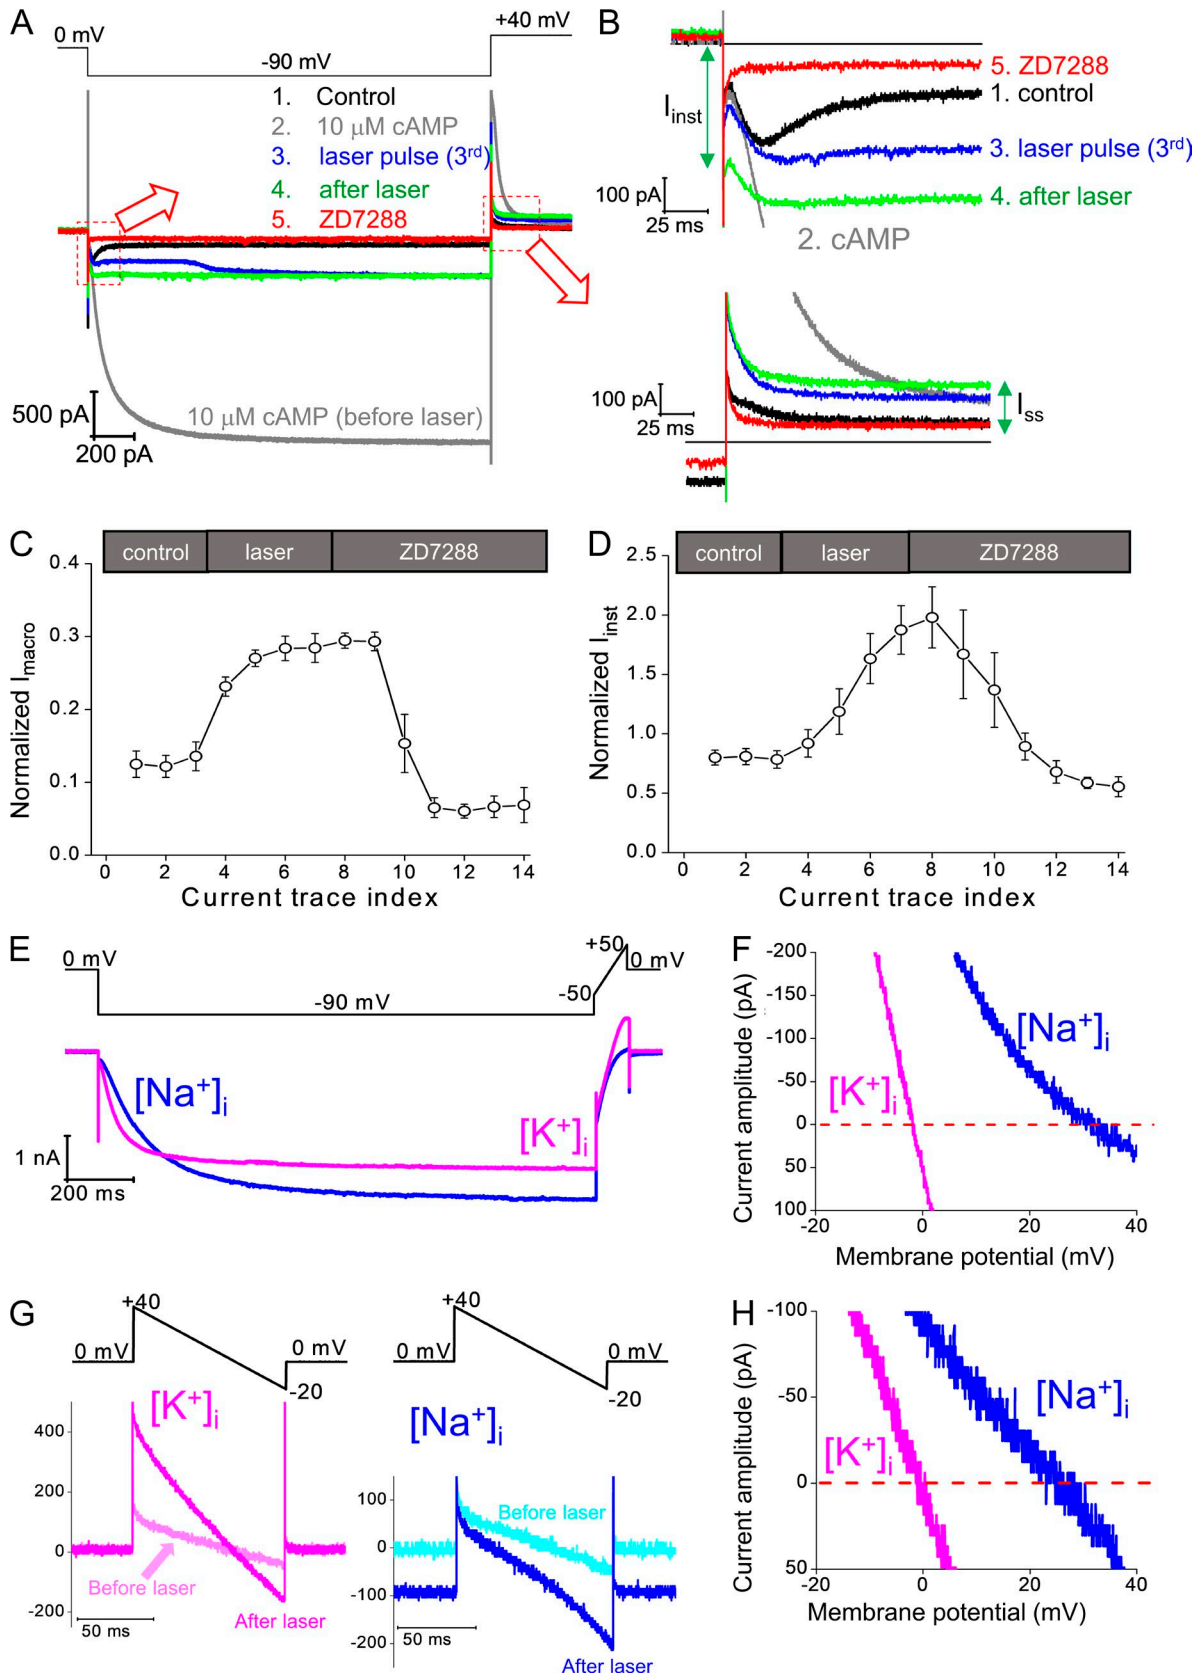 A
0 mV
-90 mV
+40 mV
1. Control
2. 10 μM cAMP
3. laser pulse (3rd)
4. after laser
5. ZD7288
10 μM cAMP (before laser)
500 pA
200 pA
B
5. ZD7288
1. control
Iinst
3. laser pulse (3rd)
100 pA
25 ms
4. after laser
2. cAMP
100 pA
25 ms
Iss
C
control
laser
ZD7288
0.4
0.3
0.2
0.1
0.0
Normalized Imacro
0 2 4 6 8 10 12 14
Current trace index
D
control
laser
ZD7288
2.5
2.0
1.5
1.0
0.5
0.0
Normalized Iinst
0 2 4 6 8 10 12 14
Current trace index
E
0 mV
-90 mV
-50
+50
0 mV
[Na+]i
[K+]i
1 nA
200 ms
F
-200
-150
-100
-50
0
50
100
Current amplitude (pA)
[Na+]i
[K+]i
-20 0 20 40
Membrane potential (mV)
G
+40
0 mV
0 mV
-20
[K+]i
400
200
0
-200
Before laser
After laser
50 ms
+40
0 mV
0 mV
-20
[Na+]i
100
0
-100
-200
Before laser
50 ms
After laser
H
-100
-50
0
50
Current amplitude (pA)
[Na+]i
[K+]i
-20 0 20 40
Membrane potential (mV)